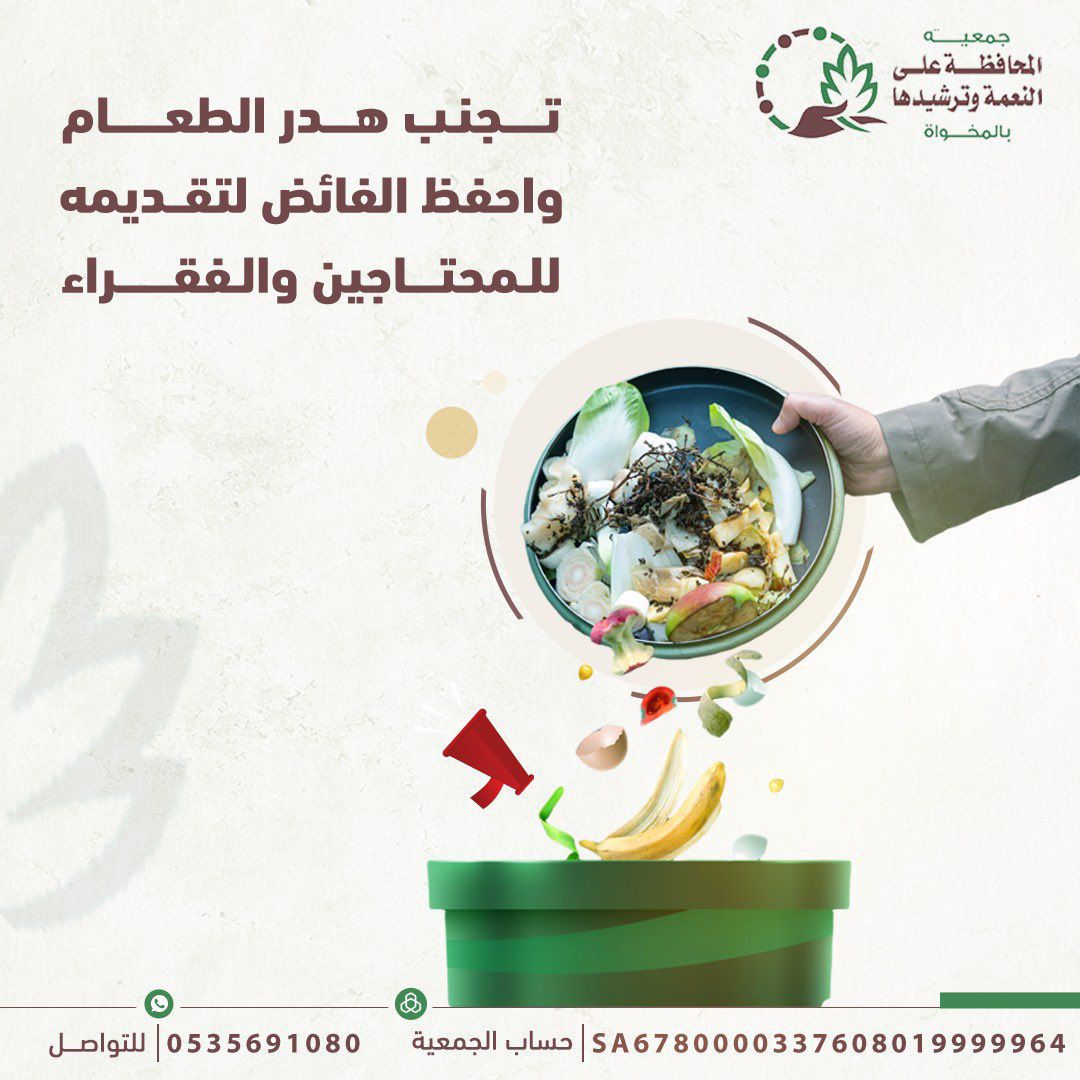 جمعية
المحافظة على
النعمة وترشيدها
بالمخواة
تجنب هدر الطعام
واحفظ الفائض لتقديمه
للمحتاجين والفقراء
حساب الجمعية | SA6780000337608019999964
للتواصل | 0535691080